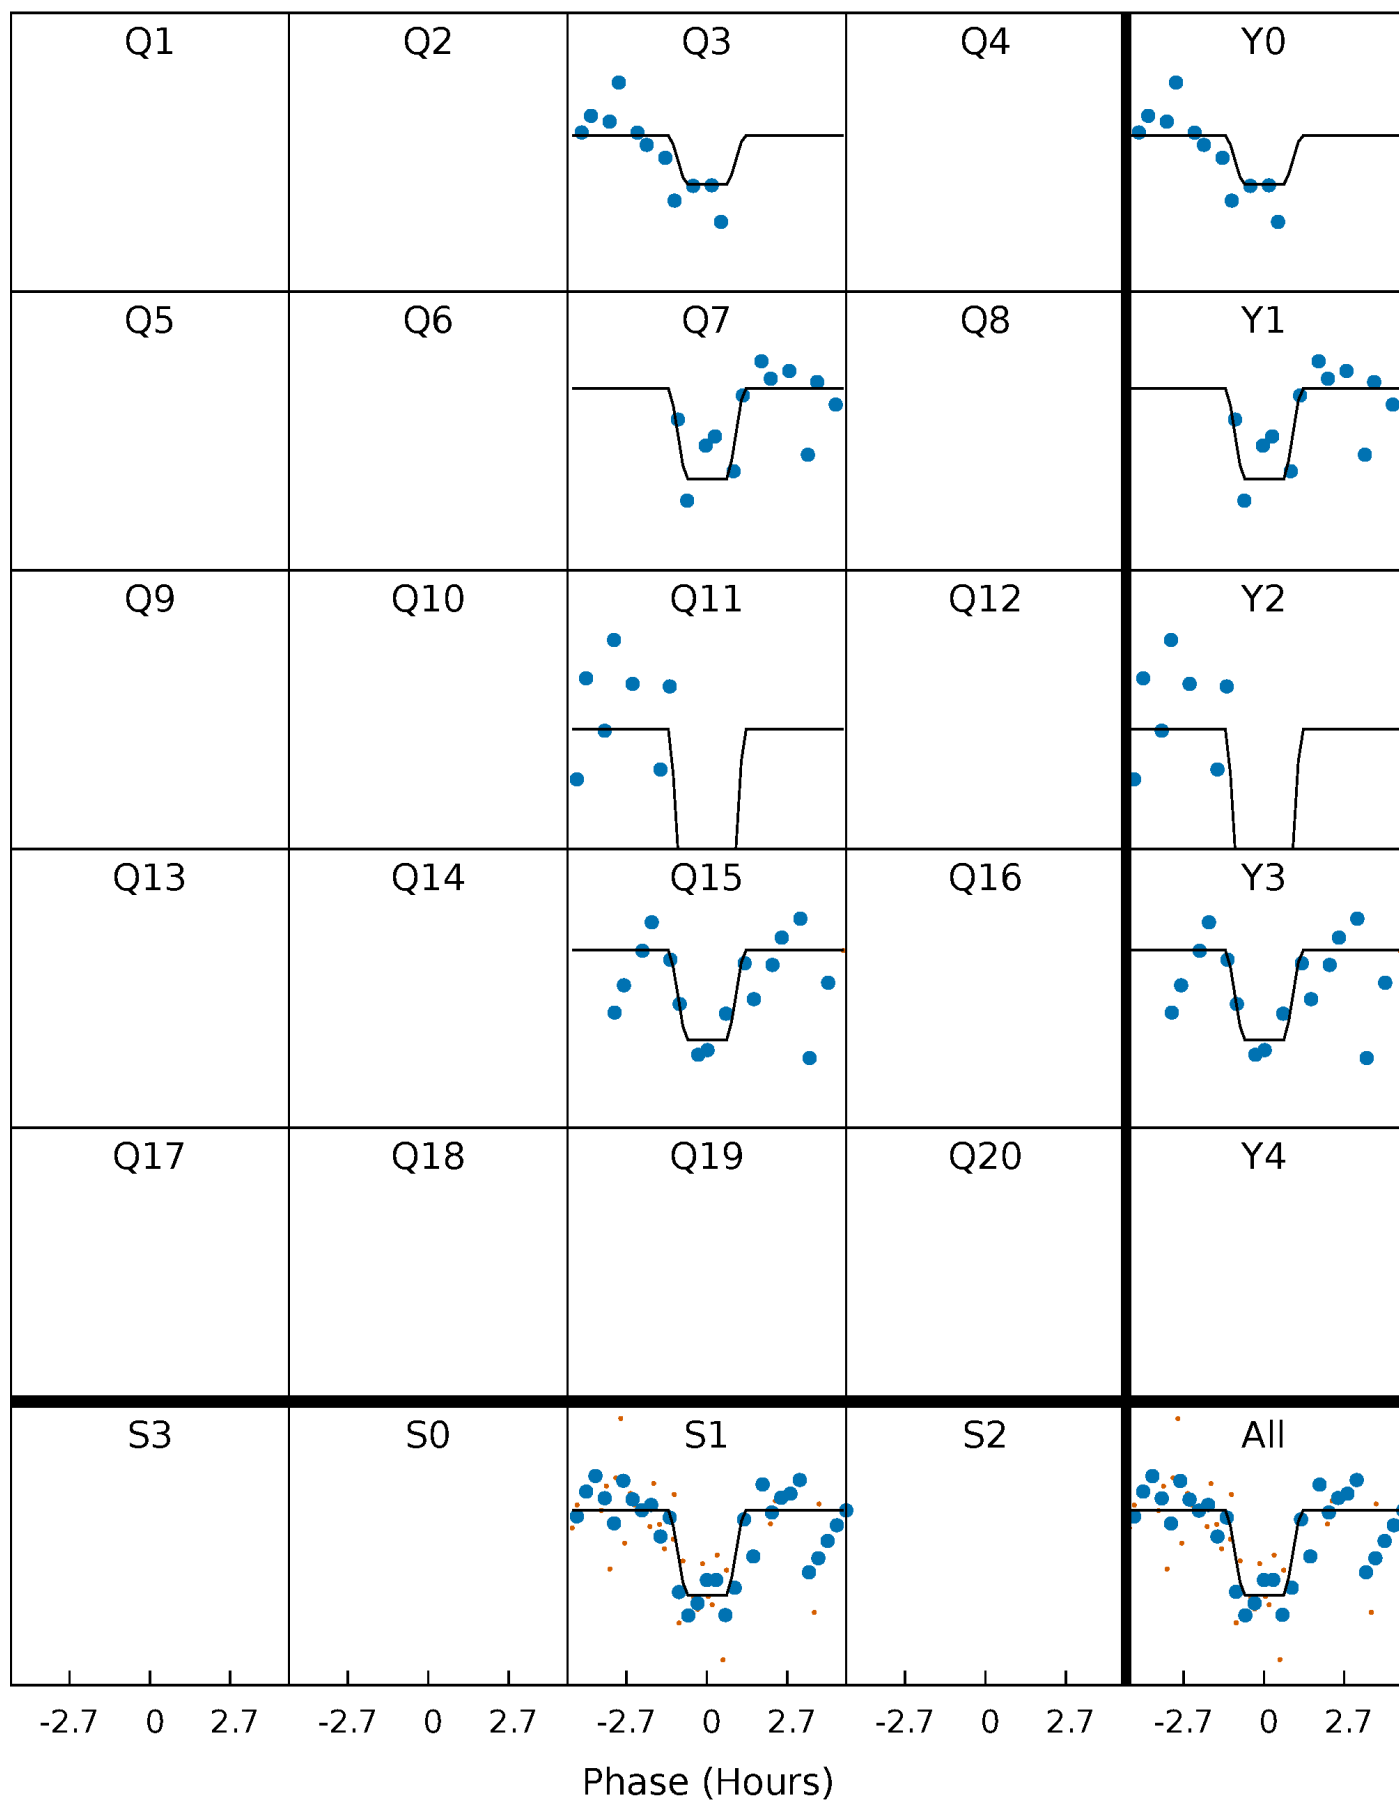 Q1 Q2 Q3 Q4 Y0
Q5 Q6 Q7 Q8 Y1
Q9 Q10 Q11 Q12 Y2
Q13 Q14 Q15 Q16 Y3
Q17 Q18 Q19 Q20 Y4
S3 S0 S1 S2 All
-2.7 0 2.7 -2.7 0 2.7 -2.7 0 2.7 -2.7 0 2.7 -2.7 0 2.7
Phase (Hours)